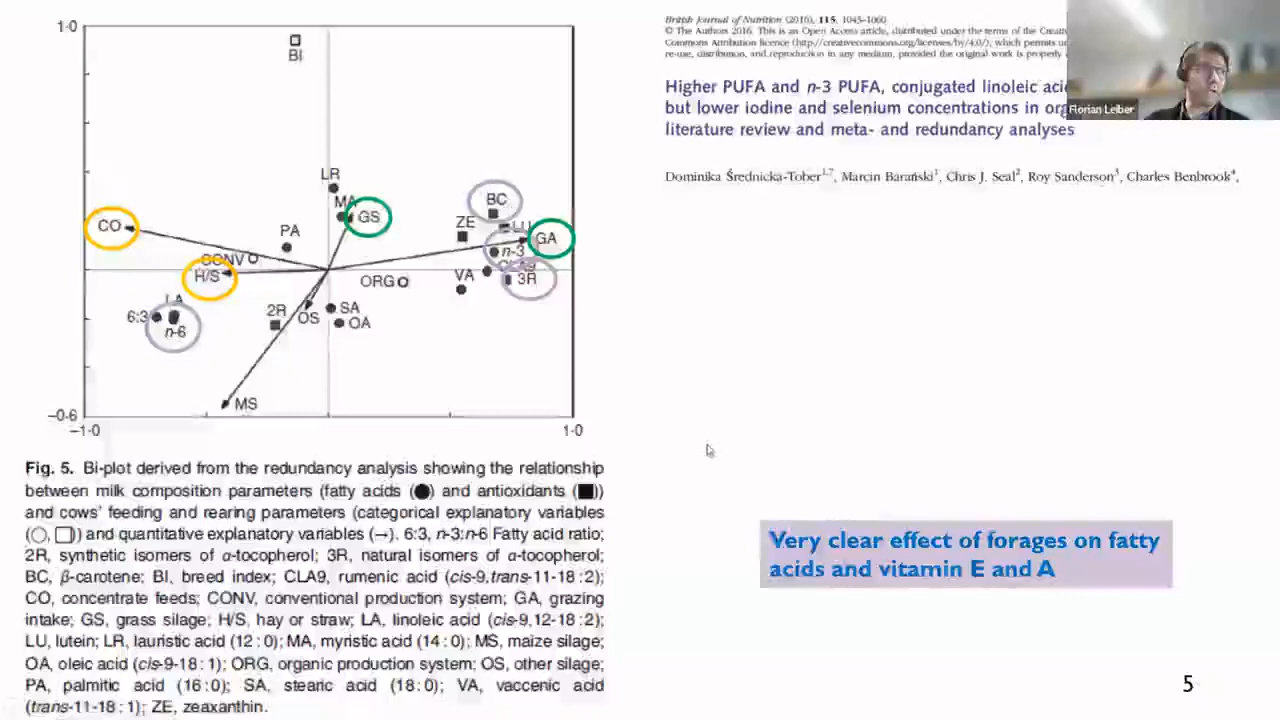 1·0
BI
LR
MA
GS
BC
ZE
LU
GA
CO
PA
n-3
CONV
CLA9
H/S
ORG
VA
3R
LA
6:3
n-6
2R
OS
SA
OA
MS
−0·6
−1·0
1·0
Fig. 5. Bi-plot derived from the redundancy analysis showing the relationship
between milk composition parameters (fatty acids (●) and antioxidants (■))
and cows' feeding and rearing parameters (categorical explanatory variables
(○, □)) and quantitative explanatory variables (→). 6:3, n-3:n-6 Fatty acid ratio;
2R, synthetic isomers of α-tocopherol; 3R, natural isomers of α-tocopherol;
BC, β-carotene; BI, breed index; CLA9, rumenic acid (cis-9,trans-11-18:2);
CO, concentrate feeds; CONV, conventional production system; GA, grazing
intake; GS, grass silage; H/S, hay or straw; LA, linoleic acid (cis-9,12-18:2);
LU, lutein; LR, lauristic acid (12:0); MA, myristic acid (14:0); MS, maize silage;
OA, oleic acid (cis-9-18:1); ORG, organic production system; OS, other silage;
PA, palmitic acid (16:0); SA, stearic acid (18:0); VA, vaccenic acid
(trans-11-18:1); ZE, zeaxanthin.
British Journal of Nutrition (2016), 115, 1043–1060
© The Authors 2016. This is an Open Access article, distributed under the terms of the
Commons Attribution licence (http://creativecommons.org/licenses/by/4.0/), which permits
re-use, distribution, and reproduction in any medium, provided the original work is properly
Higher PUFA and n-3 PUFA, conjugated linoleic
but lower iodine and selenium concentrations in
literature review and meta- and redundancy analyses
Florian Leiber
Dominika Średnicka-Tober1,7, Marcin Barański1, Chris J. Seal2, Roy Sanderson3, Charles Benbrook4,
Very clear effect of forages on fatty
acids and vitamin E and A
5